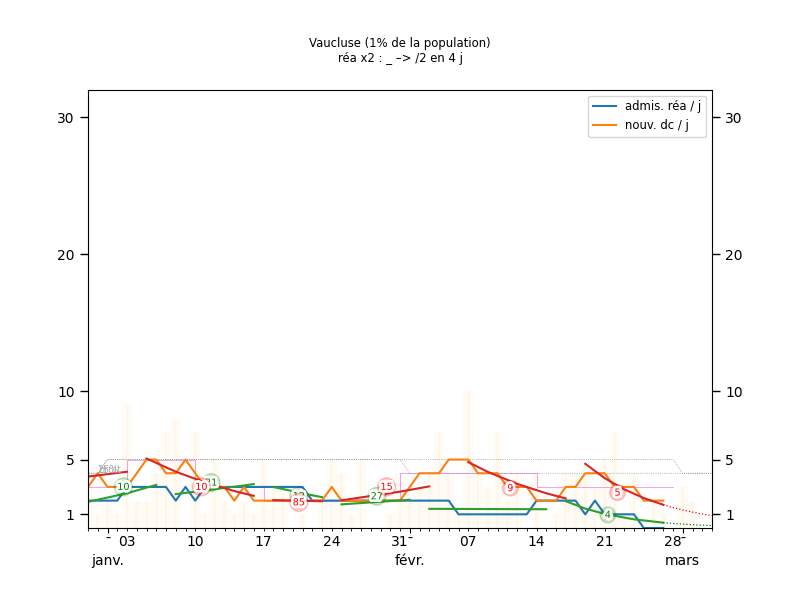 Vaucluse (1% de la population)
réa x2 : _ –> /2 en 4 j
admis. réa / j
nouv. dc / j
30 30
20 20
10 10
5 5
1 1
10 10 21 85 27 15 9 5 4
03 10 17 24 31 07 14 21 28
janv. févr. mars